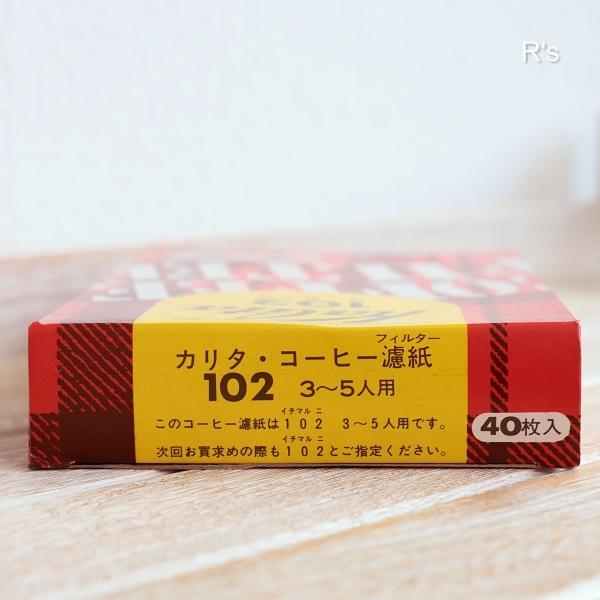 R's
フィルター
カリタ・コーヒー濾紙
102 3〜5人用
イチマル ニ
このコーヒー濾紙は102 3〜5人用です。
イチマル ニ
次回お買求めの際も102とご指定ください。
40枚入